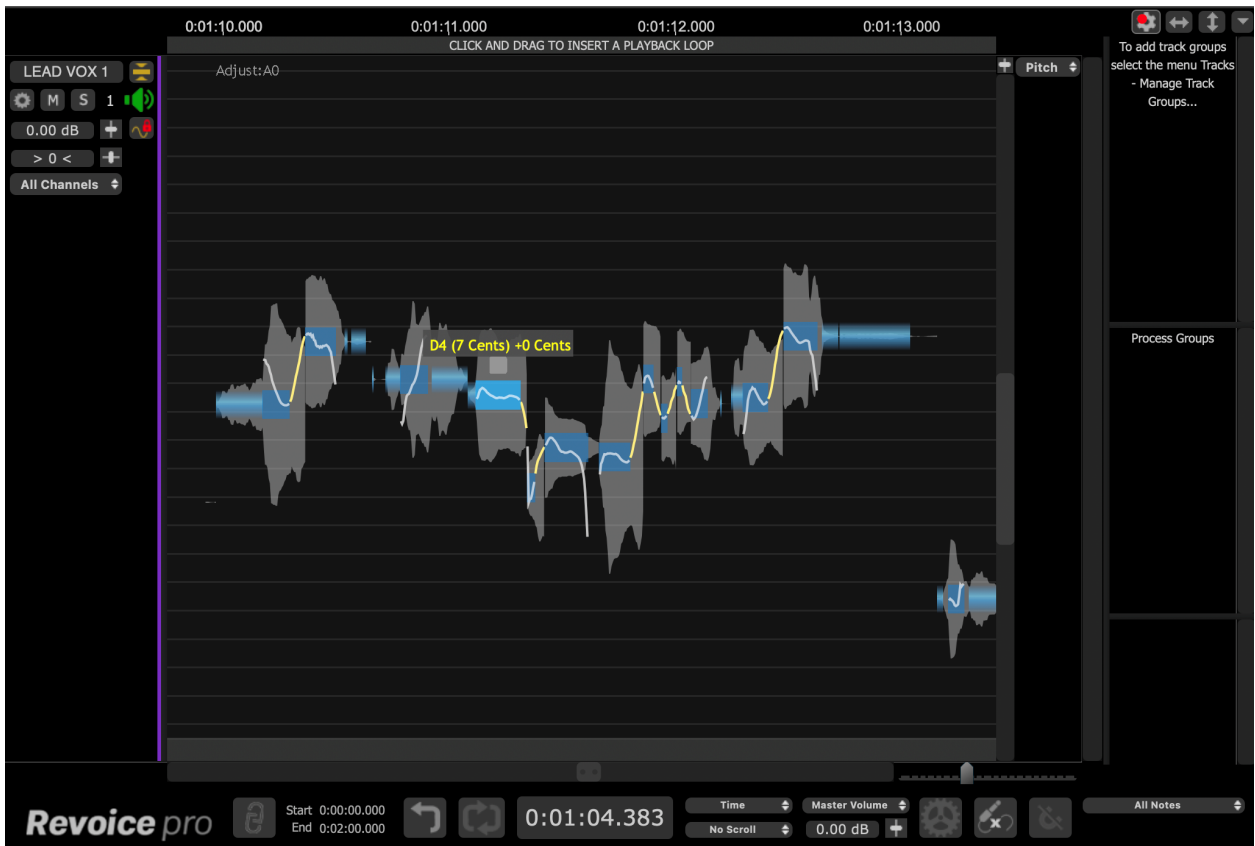 0:01:10.000 0:01:11.000 0:01:12.000 0:01:13.000
CLICK AND DRAG TO INSERT A PLAYBACK LOOP
To add track groups
select the menu Tracks
- Manage Track
Groups...
LEAD VOX 1
Adjust:A0
Pitch
M S 1
0.00 dB
> 0 <
All Channels
D4 (7 Cents) +0 Cents
Process Groups
Revoice pro
Start 0:00:00.000
End 0:02:00.000
0:01:04.383
Time
No Scroll
Master Volume
0.00 dB
All Notes